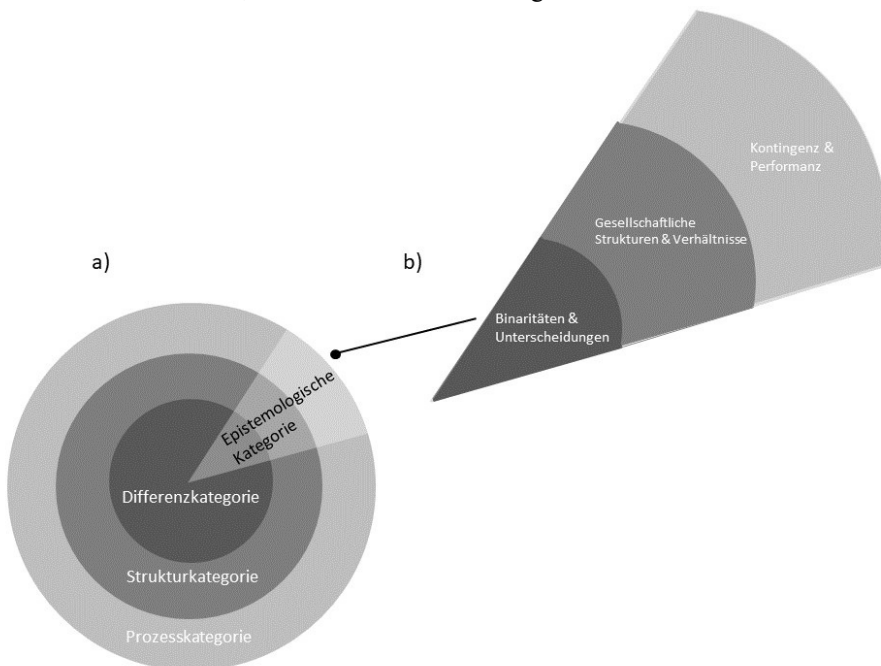 a)
Epistemologische
Kategorie
Differenzkategorie
Strukturkategorie
Prozesskategorie
b)
Kontingenz &
Performanz
Gesellschaftliche
Strukturen & Verhältnisse
Binaritäten &
Unterscheidungen